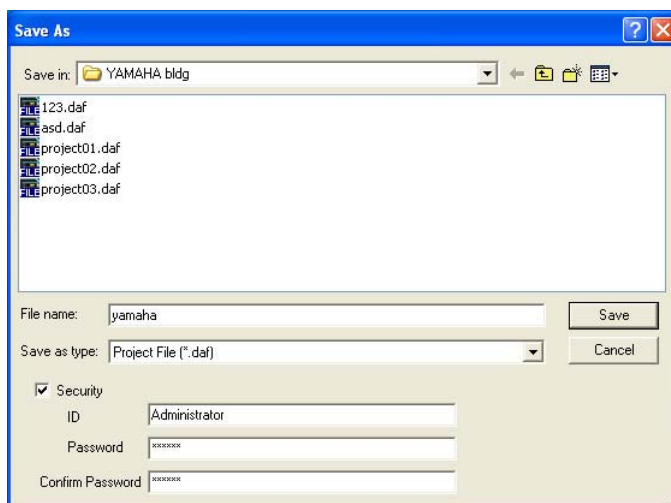 Save As
Save in: YAMAHA bldg
123.daf
asd.daf
project01.daf
project02.daf
project03.daf
File name: yamaha Save
Save as type: Project File (*.daf) Cancel
Security
ID Administrator
Password ××××××
Confirm Password ××××××